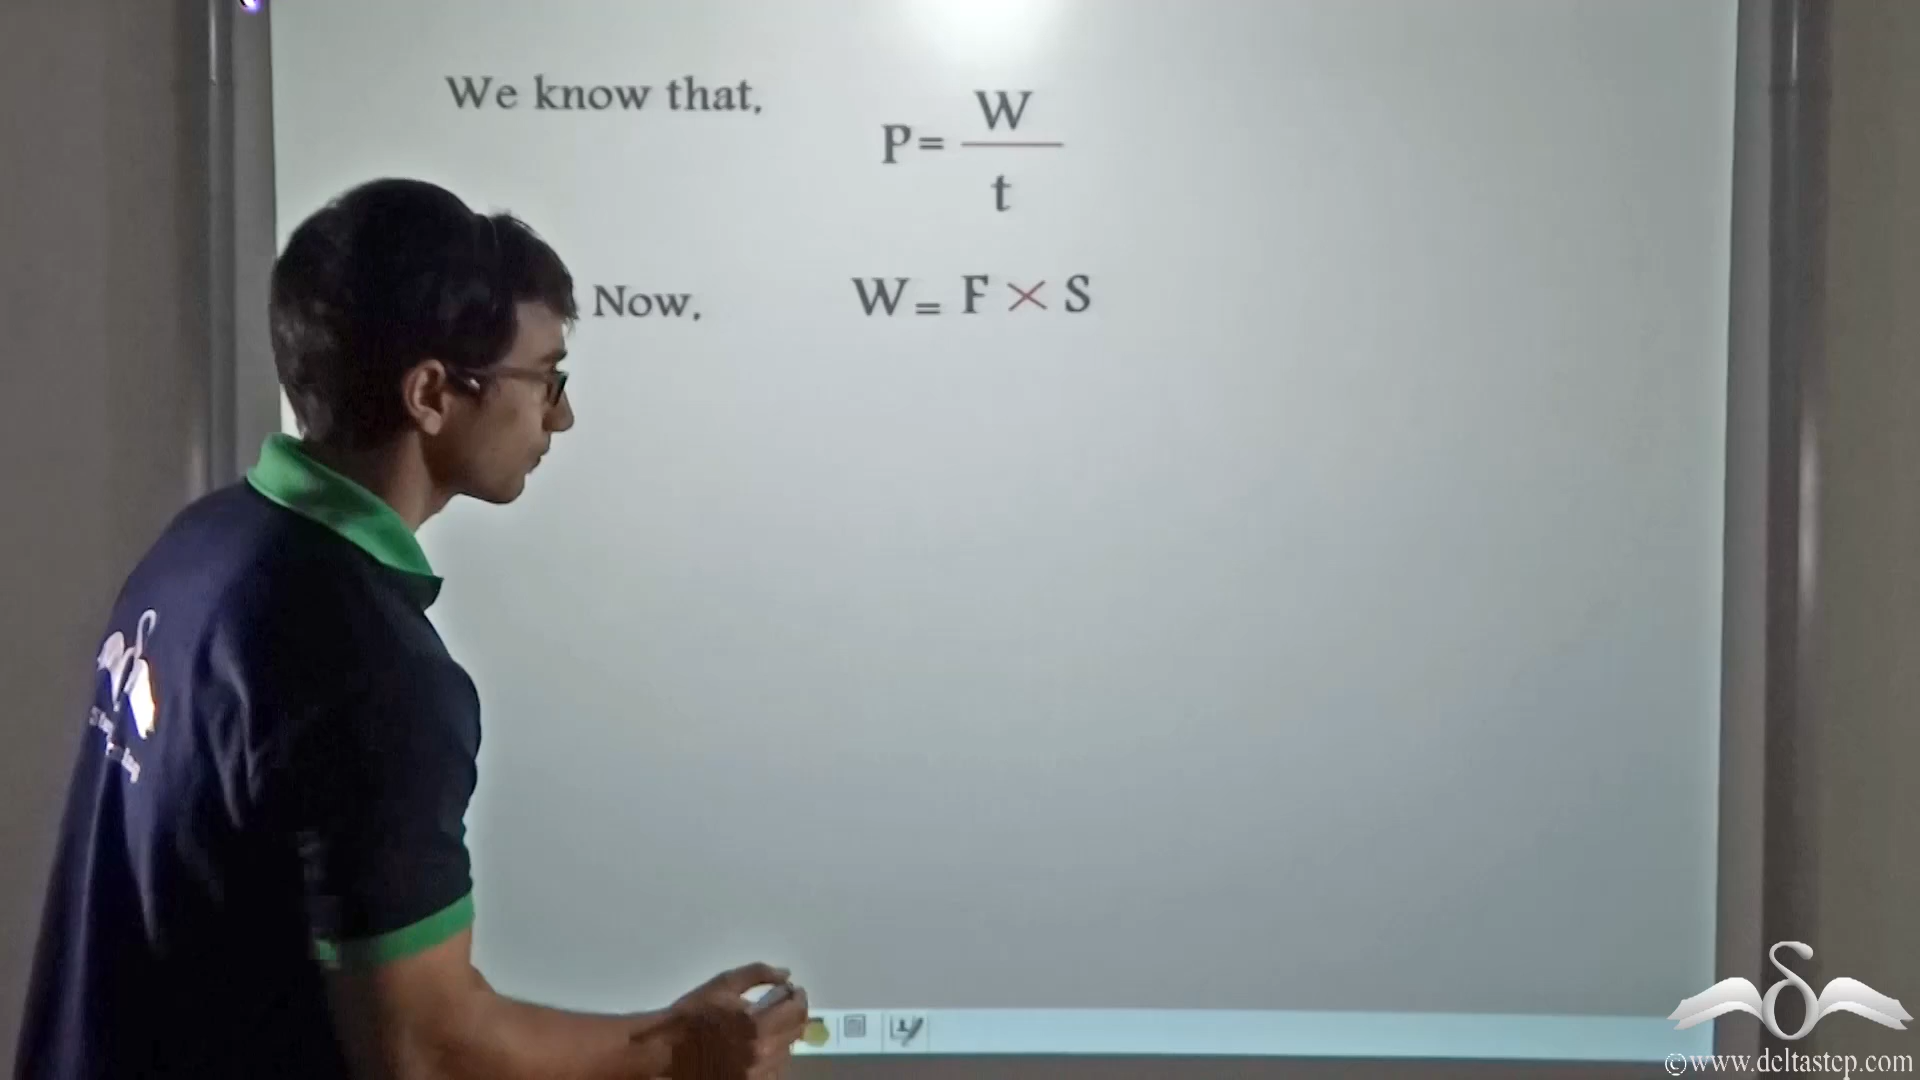 We know that,
P = W / t
Now,
W = F × S
©www.deltastep.com